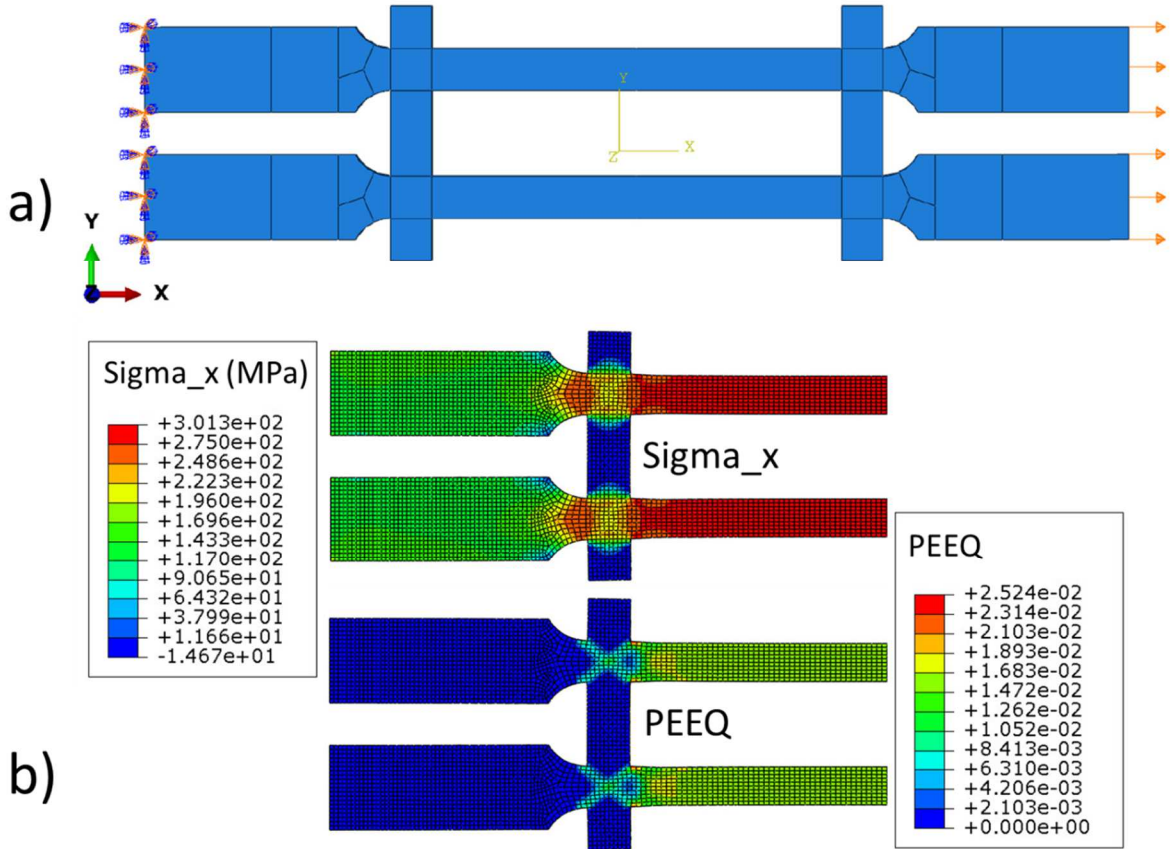 Y
X
Z
a)
Y
Z
X
Sigma_x (MPa)
+3.013e+02
+2.750e+02
+2.486e+02
+2.223e+02
+1.960e+02
+1.696e+02
+1.433e+02
+1.170e+02
+9.065e+01
+6.432e+01
+3.799e+01
+1.166e+01
-1.467e+01
Sigma_x
PEEQ
+2.524e-02
+2.314e-02
+2.103e-02
+1.893e-02
+1.683e-02
+1.472e-02
+1.262e-02
+1.052e-02
+8.413e-03
+6.310e-03
+4.206e-03
+2.103e-03
+0.000e+00
PEEQ
b)